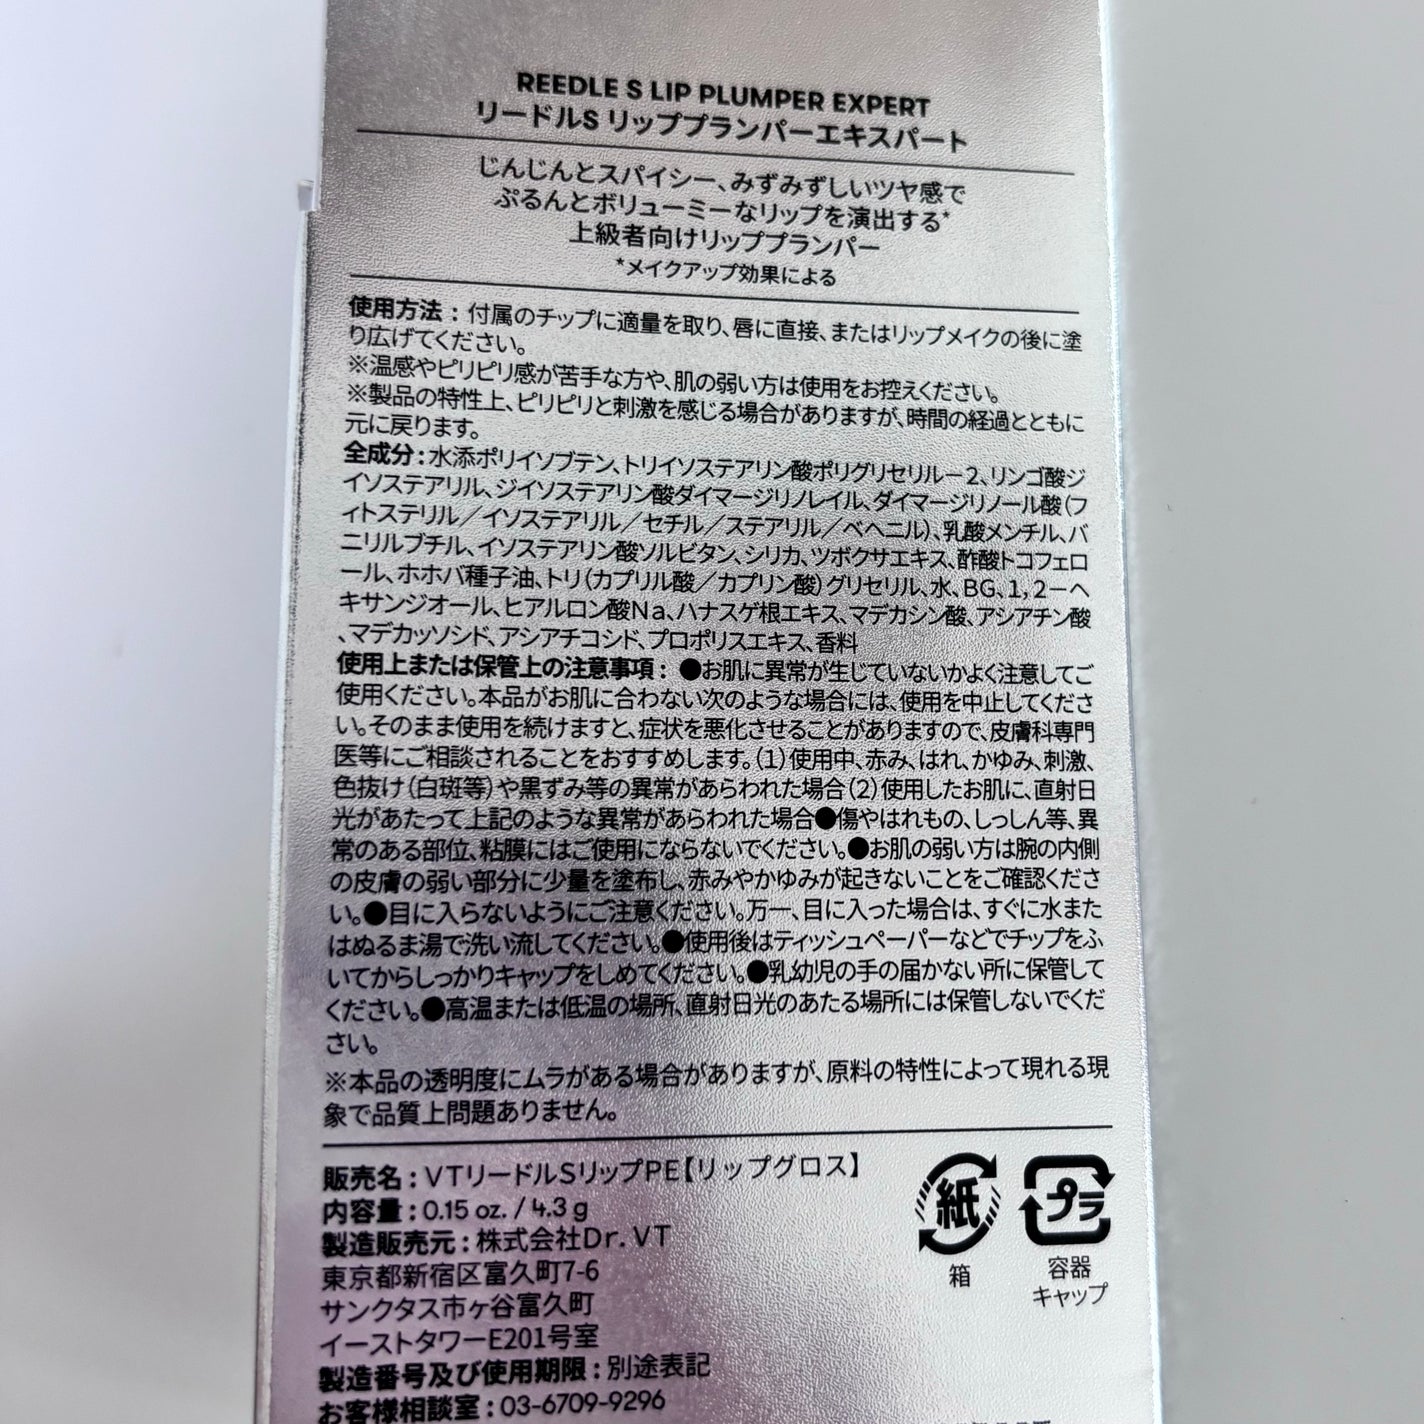 REEDLE S LIP PLUMPER EXPERT
リードルS リッププランパーエキスパート
じんじんとスパイシー、みずみずしいツヤ感で
ぷるんとボリューミーなリップを演出する*
上級者向けリッププランパー
*メイクアップ効果による
使用方法：付属のチップに適量を取り、唇に直接、またはリップメイクの後に塗
り広げてください。
※温感やピリピリ感が苦手な方や、肌の弱い方は使用をお控えください。
※製品の特性上、ピリピリと刺激を感じる場合がありますが、時間の経過とともに
元に戻ります。
全成分：水添ポリイソブテン、トリイソステアリン酸ポリグリセリル－2、リンゴ酸ジ
イソステアリル、ジイソステアリン酸ダイマージリノレイル、ダイマージリノール酸（フ
ィトステリル／イソステアリル／セチル／ステアリル／ベヘニル）、乳酸メンチル、バ
ニリルブチル、イソステアリン酸ソルビタン、シリカ、ツボクサエキス、酢酸トコフェロ
ール、ホホバ種子油、トリ（カプリル酸／カプリン酸）グリセリル、水、BG、1,2－ヘ
キサンジオール、ヒアルロン酸Na、ハナスゲ根エキス、マデカシン酸、アシアチン酸
、マデカッソシド、アシアチコシド、プロポリスエキス、香料
使用上または保管上の注意事項：●お肌に異常が生じていないかよく注意してご
使用ください。本品がお肌に合わない次のような場合には、使用を中止してくださ
い。そのまま使用を続けますと、症状を悪化させることがありますので、皮膚科専門
医等にご相談されることをおすすめします。（1）使用中、赤み、はれ、かゆみ、刺激、
色抜け（白斑等）や黒ずみ等の異常があらわれた場合（2）使用したお肌に、直射日
光があたって上記のような異常があらわれた場合●傷やはれもの、しっしん等、異
常のある部位、粘膜にはご使用にならないでください。●お肌の弱い方は腕の内側
の皮膚の弱い部分に少量を塗布し、赤みやかゆみが起きないことをご確認くださ
い。●目に入らないようにご注意ください。万一、目に入った場合は、すぐに水また
はぬるま湯で洗い流してください。●使用後はティッシュペーパーなどでチップをふ
いてからしっかりキャップをしめてください。●乳幼児の手の届かない所に保管して
ください。●高温または低温の場所、直射日光のあたる場所には保管しないでくだ
さい。
※本品の透明度にムラがある場合がありますが、原料の特性によって現れる現
象で品質上問題ありません。
販売名：VTリードルSリップPE【リップグロス】
内容量：0.15 oz. / 4.3 g
製造販売元：株式会社Dr. VT
東京都新宿区富久町7-6
サンクタス市ヶ谷富久町
イーストタワーE201号室
製造番号及び使用期限：別途表記
お客様相談室：03-6709-9296
紙
箱
プラ
容器
キャップ